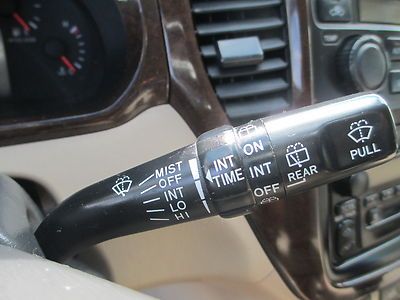 MIST
OFF
INT
LO
HI
INT
TIME
ON
INT
OFF
REAR
PULL